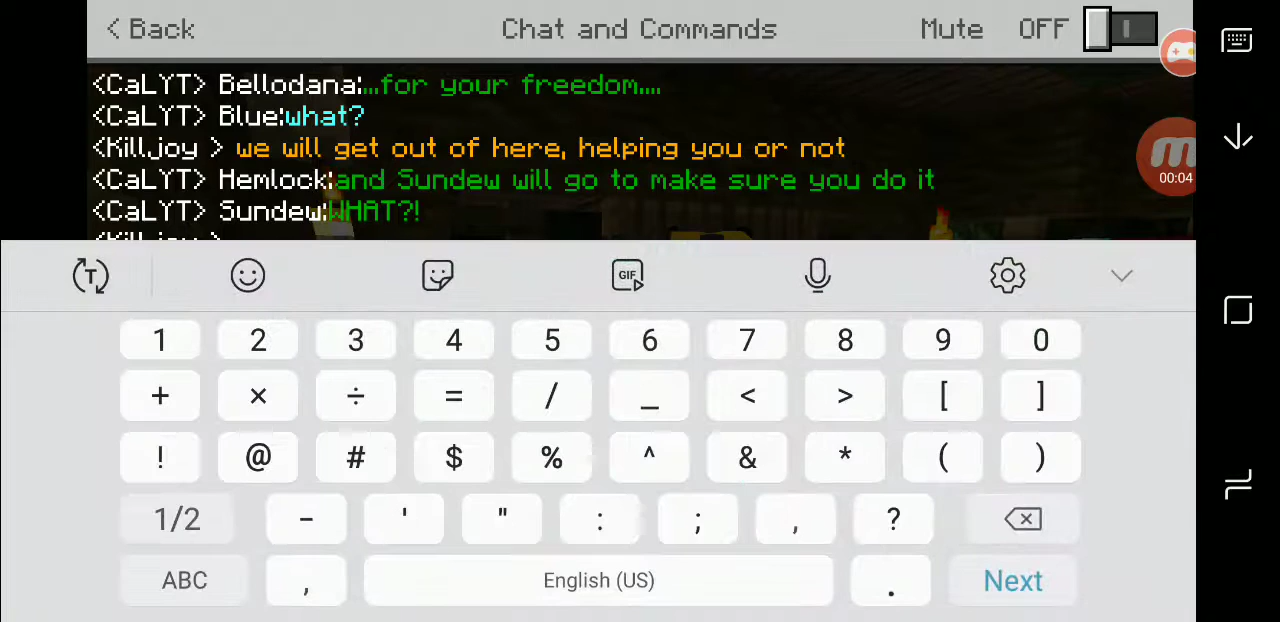 < Back Chat and Commands Mute OFF
<CaLYT> Bellodana:...for your freedom....
<CaLYT> Blue:what?
<Killjoy > we will get out of here, helping you or not
<CaLYT> Hemlock:and Sundew will go to make sure you do it
<CaLYT> Sundew:WHAT?!
<Killjoy >
00:04
T GIF
1 2 3 4 5 6 7 8 9 0
+ × ÷ = / _ < > [ ]
! @ # $ % ^ & * ( )
1/2 - ' " : ; , ?
ABC , English (US) . Next